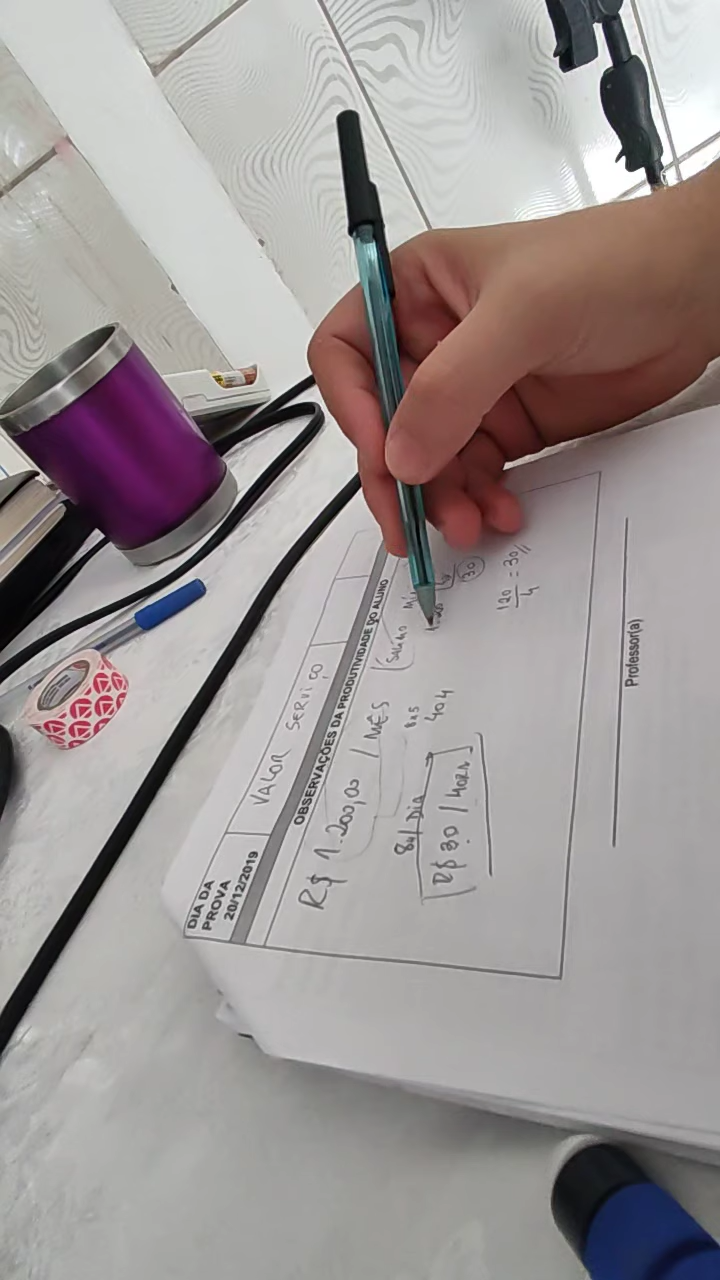 DIA DA
PROVA
20/12/2019
VALOR SERVIÇO
OBSERVAÇÕES DA PRODUTIVIDADE DO ALUNO
R$ 1.200,00 / MÊS
(Salário
30
8h/DIA
40h
R$ 30 / HORA
120/4 = 30//
Professor(a)